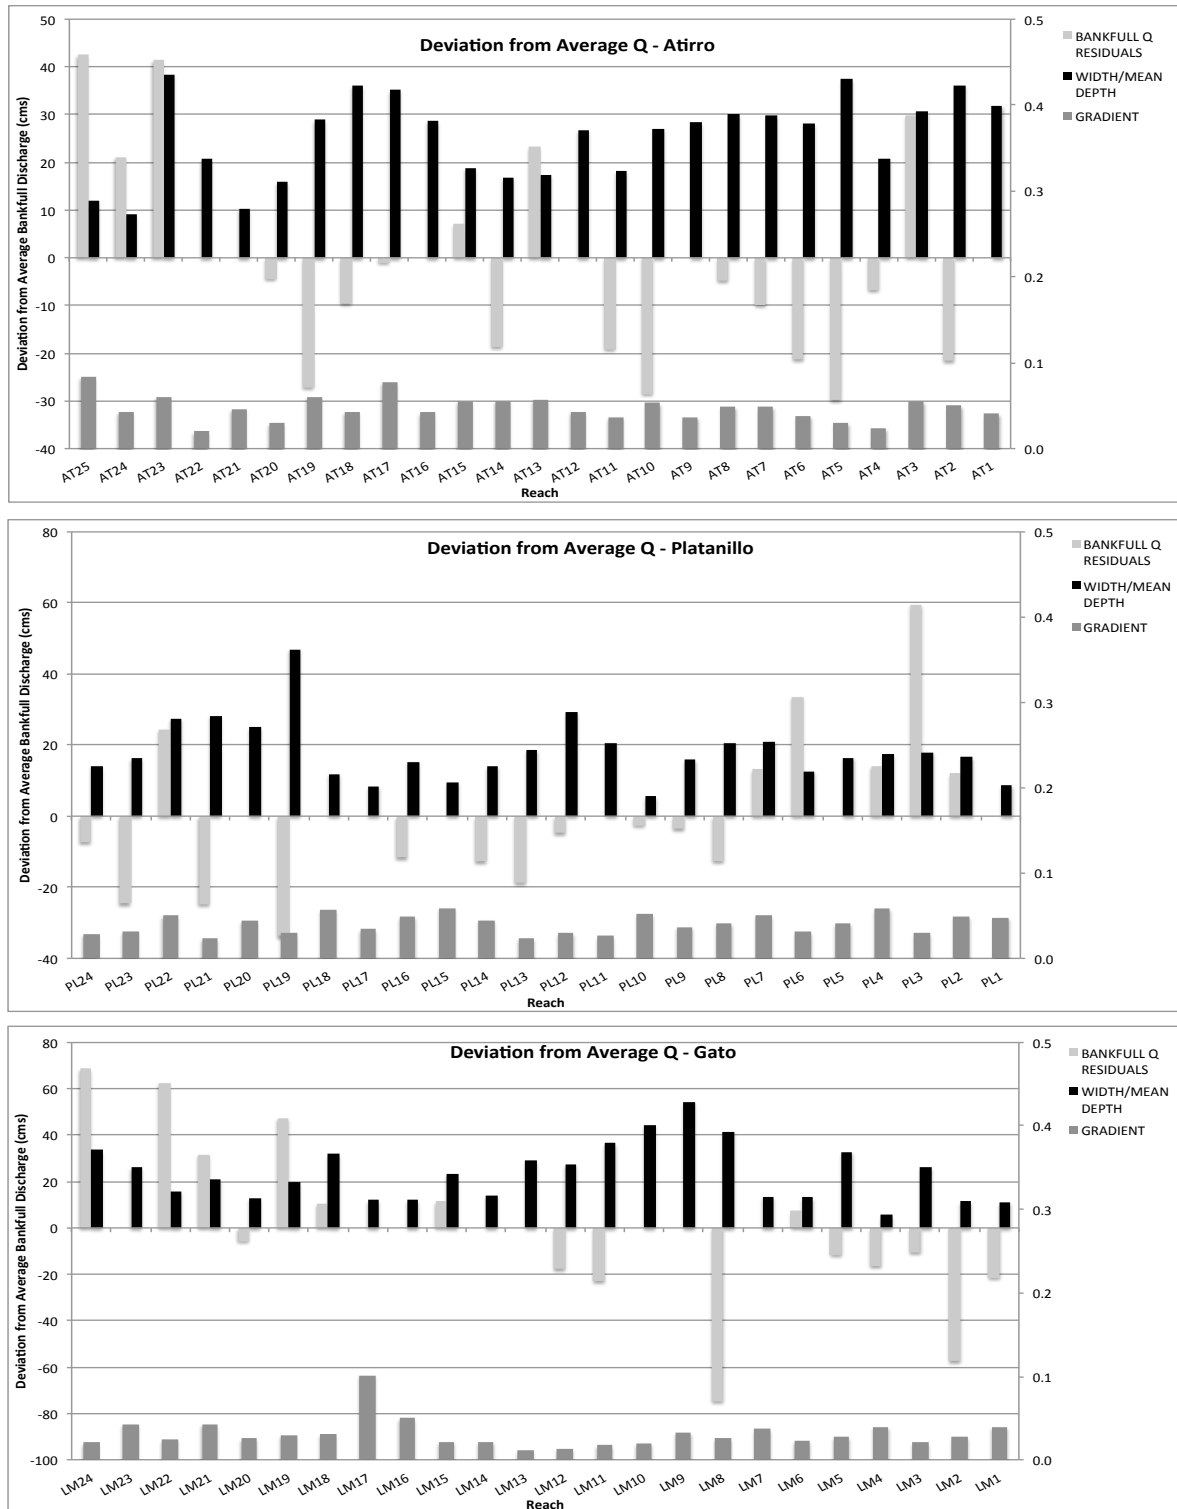 Deviation from Average Q - Atirro
Deviation from Average Bankfull Discharge (cms)
50
40
30
20
10
0
-10
-20
-30
-40
0.5
0.4
0.3
0.2
0.1
0.0
BANKFULL Q
RESIDUALS
WIDTH/MEAN
DEPTH
GRADIENT
AT25 AT24 AT23 AT22 AT21 AT20 AT19 AT18 AT17 AT16 AT15 AT14 AT13 AT12 AT11 AT10 AT9 AT8 AT7 AT6 AT5 AT4 AT3 AT2 AT1
Reach
Deviation from Average Q - Platanillo
Deviation from Average Bankfull Discharge (cms)
80
60
40
20
0
-20
-40
0.5
0.4
0.3
0.2
0.1
0.0
BANKFULL Q
RESIDUALS
WIDTH/MEAN
DEPTH
GRADIENT
PL24 PL23 PL22 PL21 PL20 PL19 PL18 PL17 PL16 PL15 PL14 PL13 PL12 PL11 PL10 PL9 PL8 PL7 PL6 PL5 PL4 PL3 PL2 PL1
Reach
Deviation from Average Q - Gato
Deviation from Average Bankfull Discharge (cms)
80
60
40
20
0
-20
-40
-60
-80
-100
0.5
0.4
0.3
0.2
0.1
0.0
BANKFULL Q
RESIDUALS
WIDTH/MEAN
DEPTH
GRADIENT
LM24 LM23 LM22 LM21 LM20 LM19 LM18 LM17 LM16 LM15 LM14 LM13 LM12 LM11 LM10 LM9 LM8 LM7 LM6 LM5 LM4 LM3 LM2 LM1
Reach